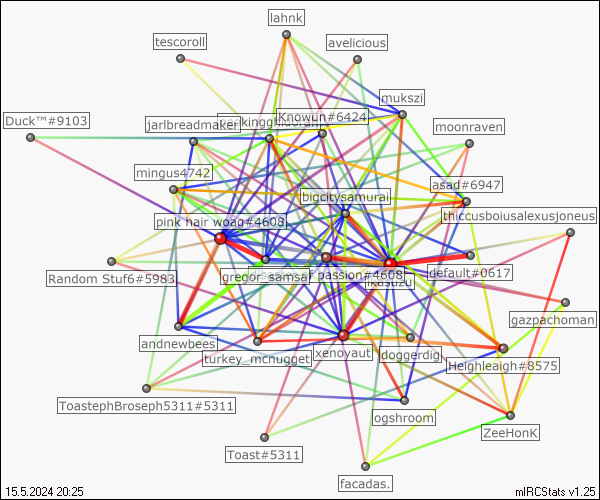 lahnk
tescoroll
avelicious
mukszi
Duck™#9103
jarlbreadmaker
Knowun#6424
moonraven
mingus4742
asad#6947
bigcitysamurai
thiccusboiusalexusjoneus
pink hair woag#4608
Random Stuf6#5983
gregor_samsa
passion#4608
default#0617
ikasuzu
gazpachoman
andnewbees
turkey_mcnugget
xenoyaut
doggerdig
Heighleaigh#8575
ToastephBroseph5311#5311
logshroom
ZeeHonK
Toast#5311
facadas.
15.5.2024 20:25
mIRCStats v1.25